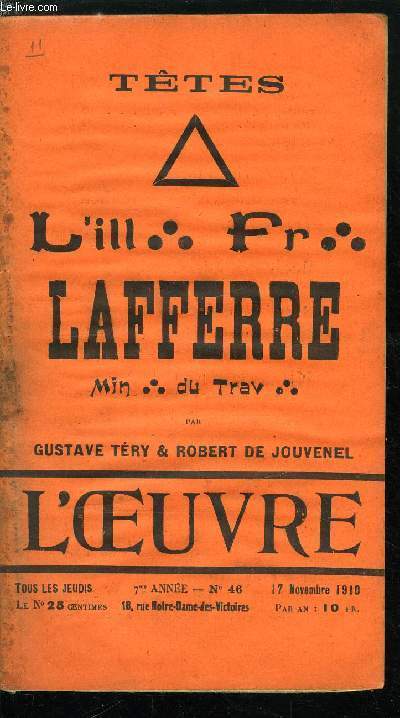 Le-livre.com
11
TÊTES
L'ill∴ Fr∴
LAFFERRE
Min ∴ du Trav ∴
PAR
GUSTAVE TÉRY & ROBERT DE JOUVENEL
L'ŒUVRE
TOUS LES JEUDIS 7me ANNÉE — No 46 17 Novembre 1910
LE No 25 CENTIMES 18, rue Notre-Dame-des-Victoires PAR AN : 10 FR.